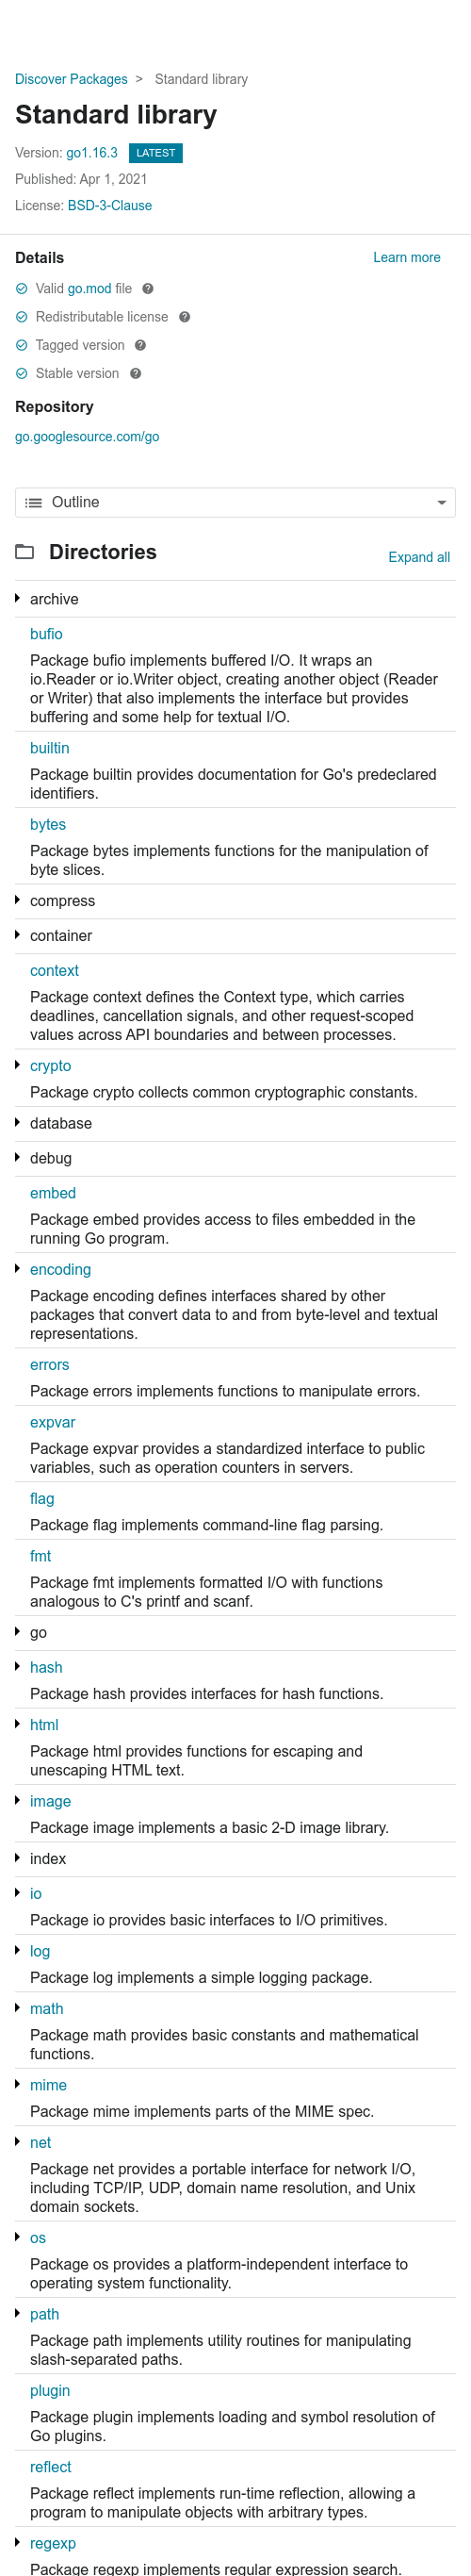 Discover Packages > Standard library
Standard library
Version: go1.16.3 LATEST
Published: Apr 1, 2021
License: BSD-3-Clause
Details Learn more
Valid go.mod file
Redistributable license
Tagged version
Stable version
Repository
go.googlesource.com/go
Outline
Directories Expand all
archive
bufio
Package bufio implements buffered I/O. It wraps an
io.Reader or io.Writer object, creating another object (Reader
or Writer) that also implements the interface but provides
buffering and some help for textual I/O.
builtin
Package builtin provides documentation for Go's predeclared
identifiers.
bytes
Package bytes implements functions for the manipulation of
byte slices.
compress
container
context
Package context defines the Context type, which carries
deadlines, cancellation signals, and other request-scoped
values across API boundaries and between processes.
crypto
Package crypto collects common cryptographic constants.
database
debug
embed
Package embed provides access to files embedded in the
running Go program.
encoding
Package encoding defines interfaces shared by other
packages that convert data to and from byte-level and textual
representations.
errors
Package errors implements functions to manipulate errors.
expvar
Package expvar provides a standardized interface to public
variables, such as operation counters in servers.
flag
Package flag implements command-line flag parsing.
fmt
Package fmt implements formatted I/O with functions
analogous to C's printf and scanf.
go
hash
Package hash provides interfaces for hash functions.
html
Package html provides functions for escaping and
unescaping HTML text.
image
Package image implements a basic 2-D image library.
index
io
Package io provides basic interfaces to I/O primitives.
log
Package log implements a simple logging package.
math
Package math provides basic constants and mathematical
functions.
mime
Package mime implements parts of the MIME spec.
net
Package net provides a portable interface for network I/O,
including TCP/IP, UDP, domain name resolution, and Unix
domain sockets.
os
Package os provides a platform-independent interface to
operating system functionality.
path
Package path implements utility routines for manipulating
slash-separated paths.
plugin
Package plugin implements loading and symbol resolution of
Go plugins.
reflect
Package reflect implements run-time reflection, allowing a
program to manipulate objects with arbitrary types.
regexp
Package regexp implements regular expression search.